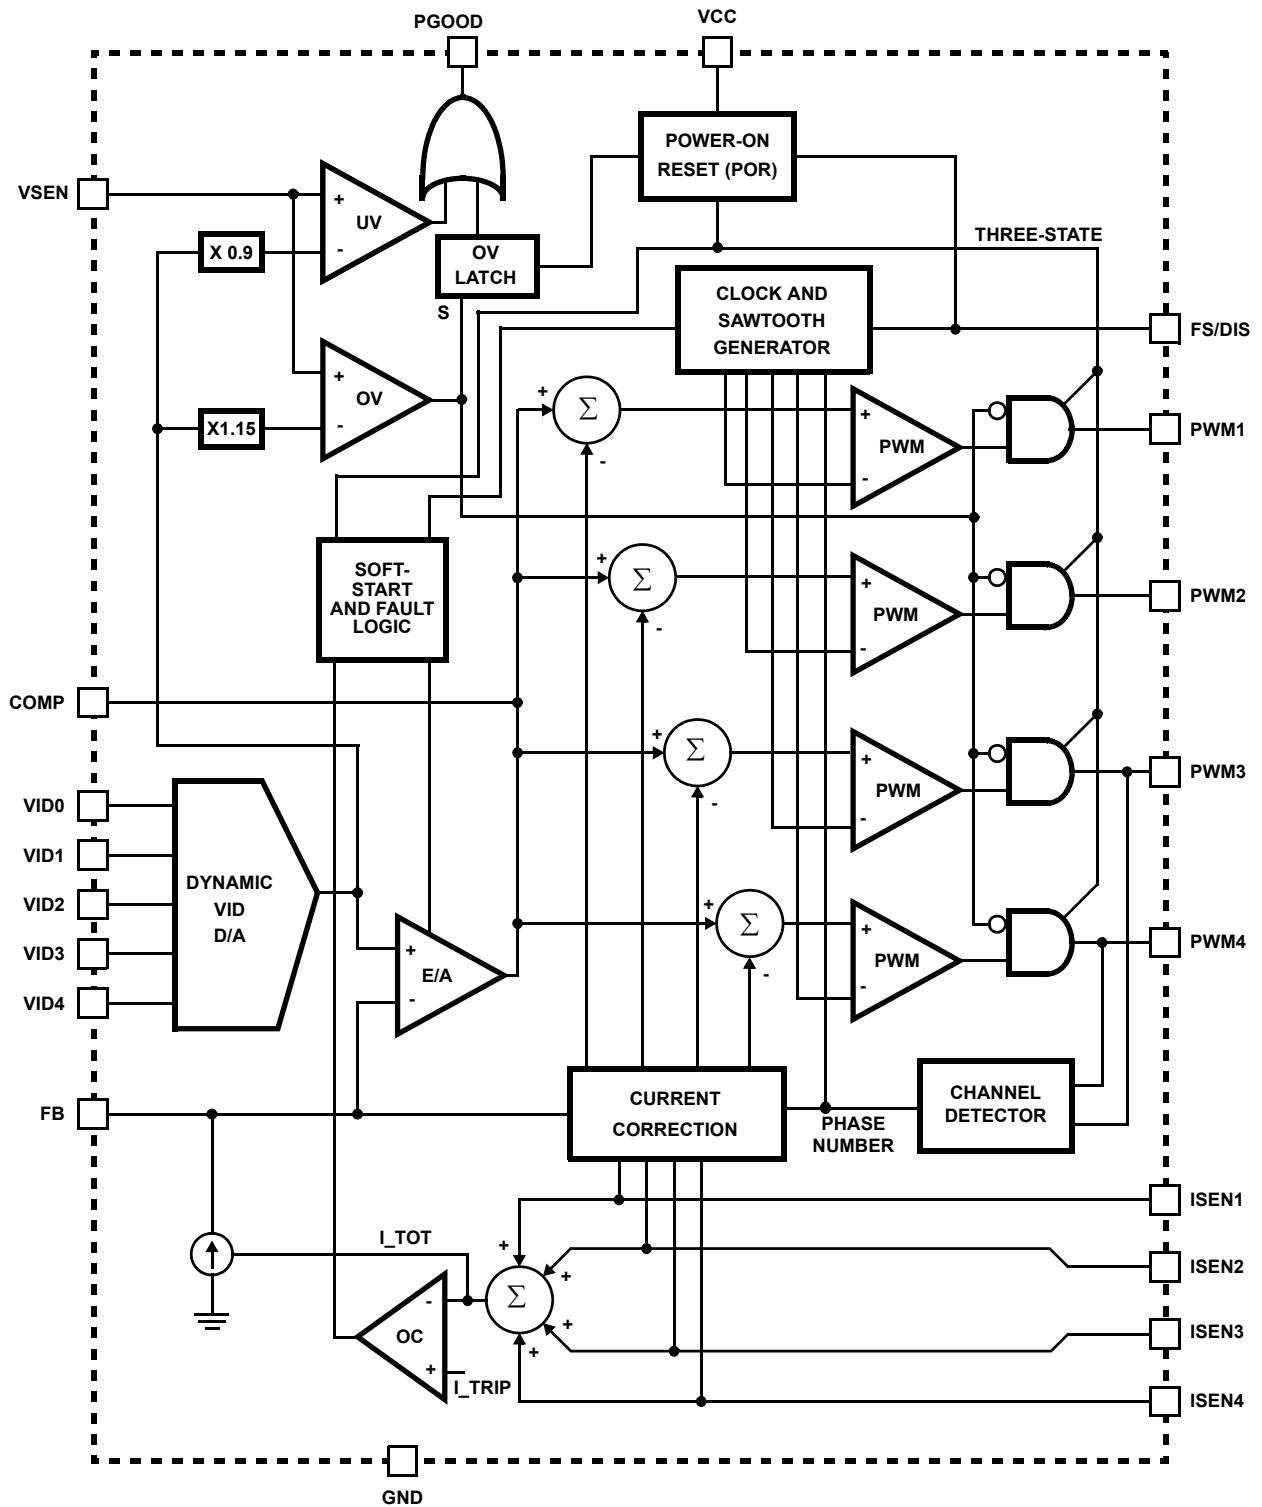 PGOOD
VCC
POWER-ON
RESET (POR)
VSEN
+
UV
-
X 0.9
OV
LATCH
S
THREE-STATE
CLOCK AND
SAWTOOTH
GENERATOR
FS/DIS
+
OV
-
X1.15
+
Σ
-
+
PWM
-
PWM1
SOFT-
START
AND FAULT
LOGIC
+
Σ
-
+
PWM
-
PWM2
COMP
+
Σ
-
+
PWM
-
PWM3
VID0
VID1
VID2
VID3
VID4
DYNAMIC
VID
D/A
+
E/A
-
+
Σ
-
+
PWM
-
PWM4
FB
CURRENT
CORRECTION
PHASE
NUMBER
CHANNEL
DETECTOR
ISEN1
I_TOT
+
+
Σ
+
+
ISEN2
-
OC
+
I_TRIP
ISEN3
ISEN4
GND